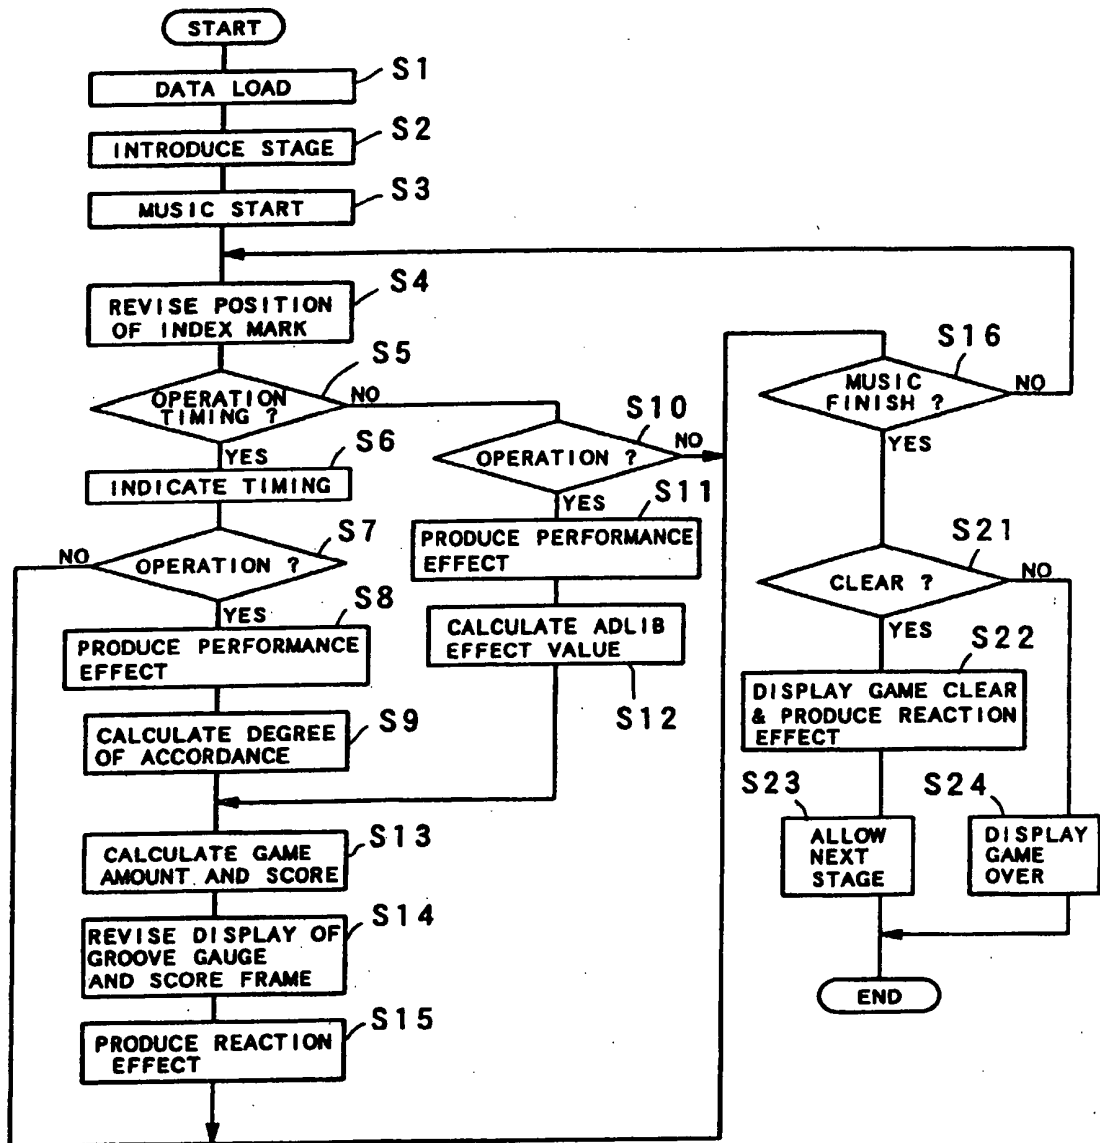 START
S1
DATA LOAD
S2
INTRODUCE STAGE
S3
MUSIC START
S4
REVISE POSITION
OF INDEX MARK
S5
OPERATION
TIMING ?
NO
YES
S6
INDICATE TIMING
S7
NO
OPERATION ?
YES
S8
PRODUCE PERFORMANCE
EFFECT
S9
CALCULATE DEGREE
OF ACCORDANCE
S10
OPERATION ?
NO
YES
S11
PRODUCE PERFORMANCE
EFFECT
CALCULATE ADLIB
EFFECT VALUE
S12
S13
CALCULATE GAME
AMOUNT AND SCORE
S14
REVISE DISPLAY OF
GROOVE GAUGE
AND SCORE FRAME
S15
PRODUCE REACTION
EFFECT
S16
MUSIC
FINISH ?
NO
YES
S21
CLEAR ?
NO
YES
S22
DISPLAY GAME CLEAR
& PRODUCE REACTION
EFFECT
S23
ALLOW
NEXT
STAGE
S24
DISPLAY
GAME
OVER
END